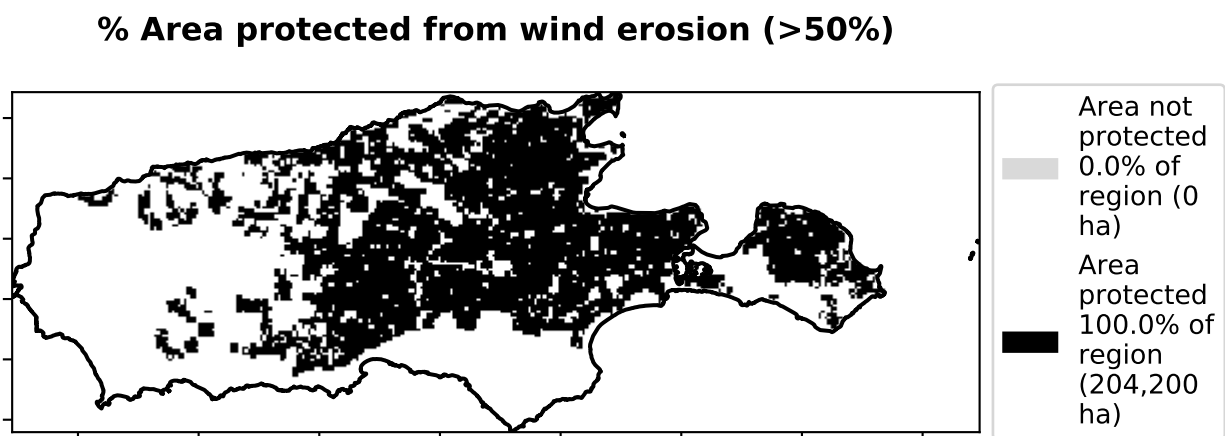 % Area protected from wind erosion (>50%)
Area not
protected
0.0% of
region (0
ha)
Area
protected
100.0% of
region
(204,200
ha)